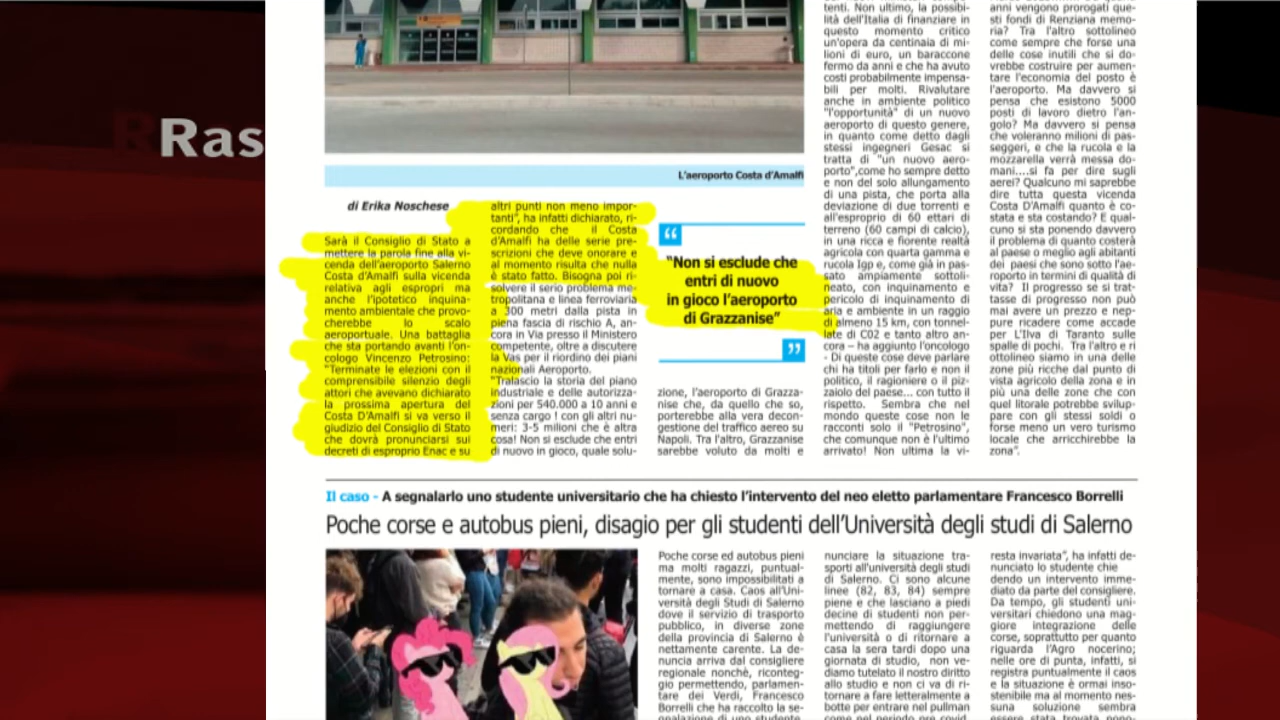 Ras
L'aeroporto Costa d'Amalfi
di Erika Noschese
Sarà il Consiglio di Stato a
mettere la parola fine alla vi-
cenda dell'aeroporto Salerno
Costa d'Amalfi sulla vicenda
relativa agli espropri ma
anche l'ipotetico inquina-
mento ambientale che provo-
cherebbe lo scalo
aeroportuale. Una battaglia
che sta portando avanti l'on-
cologo Vincenzo Petrosino:
"Terminate le elezioni con il
comprensibile silenzio degli
attori che avevano dichiarato
la prossima apertura del
Costa D'Amalfi si va verso il
giudizio del Consiglio di Stato
che dovrà pronunciarsi sui
decreti di esproprio Enac e su
altri punti non meno impor-
tanti", ha infatti dichiarato, ri-
cordando che il Costa
d'Amalfi ha delle serie pre-
scrizioni che deve onorare e
al momento risulta che nulla
è stato fatto. Bisogna poi ri-
solvere il serio problema me-
tropolitana e linea ferroviaria
a 300 metri dalla pista in
piena fascia di rischio A, an-
cora in Via presso il Ministero
competente, oltre a discutere
la Vas per il riordino dei piani
nazionali Aeroporto.
"Tralascio la storia del piano
industriale e delle autorizza-
zioni per 540.000 a 10 anni e
senza cargo ! con gli altri nu-
meri: 3-5 milioni che è altra
cosa! Non si esclude che entri
di nuovo in gioco, quale solu-
“
"Non si esclude che
entri di nuovo
in gioco l'aeroporto
di Grazzanise"
”
zione, l'aeroporto di Grazza-
nise che, da quello che so,
porterebbe alla vera decon-
gestione del traffico aereo su
Napoli. Tra l'altro, Grazzanise
sarebbe voluto da molti e
tenti. Non ultimo, la possibi-
lità dell'Italia di finanziare in
questo momento critico
un'opera da centinaia di mi-
lioni di euro, un baraccone
fermo da anni e che ha avuto
costi probabilmente impensa-
bili per molti. Rivalutare
anche in ambiente politico
"l'opportunità" di un nuovo
aeroporto di questo genere,
in quanto come detto dagli
stessi ingegneri Gesac si
tratta di "un nuovo aero-
porto",come ho sempre detto
e non del solo allungamento
di una pista, che porta alla
deviazione di due torrenti e
all'esproprio di 60 ettari di
terreno (60 campi di calcio),
in una ricca e fiorente realtà
agricola con quarta gamma e
rucola Igp e, come già in pas-
sato ampiamente sottoli-
neato, con inquinamento e
pericolo di inquinamento di
aria e ambiente in un raggio
di almeno 15 km, con tonnel-
late di C02 e tanto altro an-
cora – ha aggiunto l'oncologo
- Di queste cose deve parlare
chi ha titoli per farlo e non il
politico, il ragioniere o il piz-
zaiolo del paese... con tutto il
rispetto. Sembra che nel
mondo queste cose non le
racconti solo il "Petrosino",
che comunque non è l'ultimo
arrivato! Non ultima la vi-
anni vengono prorogati que-
sti fondi di Renziana memo-
ria? Tra l'altro sottolineo
come sempre che forse una
delle cose inutili che si do-
vrebbe costruire per aumen-
tare l'economia del posto è
l'aeroporto. Ma davvero si
pensa che esistono 5000
posti di lavoro dietro l'an-
golo? Ma davvero si pensa
che voleranno milioni di pas-
seggeri, e che la rucola e la
mozzarella verrà messa do-
mani....si fa per dire sugli
aerei? Qualcuno mi saprebbe
dire tutta questa vicenda
Costa D'Amalfi quanto è co-
stata e sta costando? E qual-
cuno si sta ponendo davvero
il problema di quanto costerà
al paese o meglio agli abitanti
dei paesi che sono sotto l'ae-
roporto in termini di qualità di
vita? Il progresso se si trat-
tasse di progresso non può
mai avere un prezzo e nep-
pure ricadere come accade
per L'Ilva di Taranto sulle
spalle di pochi. Tra l'altro e ri
ottolineo siamo in una delle
zone più ricche dal punto di
vista agricolo della zona e in
più una delle zone che con
quel litorale potrebbe svilup-
pare con gli stessi soldi o
forse meno un vero turismo
locale che arricchirebbe la
zona".
Il caso - A segnalarlo uno studente universitario che ha chiesto l'intervento del neo eletto parlamentare Francesco Borrelli
Poche corse e autobus pieni, disagio per gli studenti dell'Università degli studi di Salerno
Poche corse ed autobus pieni
ma molti ragazzi, puntual-
mente, sono impossibilitati a
tornare a casa. Caos all'Uni-
versità degli Studi di Salerno
dove il servizio di trasporto
pubblico, in diverse zone
della provincia di Salerno è
nettamente carente. La de-
nuncia arriva dal consigliere
regionale nonchè, riconteg-
gio permettendo, parlamen-
tare dei Verdi, Francesco
Borrelli che ha raccolto la se-
gnalazione di uno studente.
nunciare la situazione tra-
sporti all'università degli studi
di Salerno. Ci sono alcune
linee (82, 83, 84) sempre
piene e che lasciano a piedi
decine di studenti non per-
mettendo di raggiungere
l'università o di ritornare a
casa la sera tardi dopo una
giornata di studio, non ve-
diamo tutelato il nostro diritto
allo studio e non ci va di ri-
tornare a fare letteralmente a
botte per entrare nel pullman
come nel periodo pre covid.
resta invariata", ha infatti de-
nunciato lo studente chie
dendo un intervento imme-
diato da parte del consigliere.
Da tempo, gli studenti uni-
versitari chiedono una mag-
giore integrazione delle
corse, soprattutto per quanto
riguarda l'Agro nocerino;
nelle ore di punta, infatti, si
registra puntualmente il caos
e la situazione è ormai inso-
stenibile ma al momento nes-
suna soluzione sembra
essere stata trovata